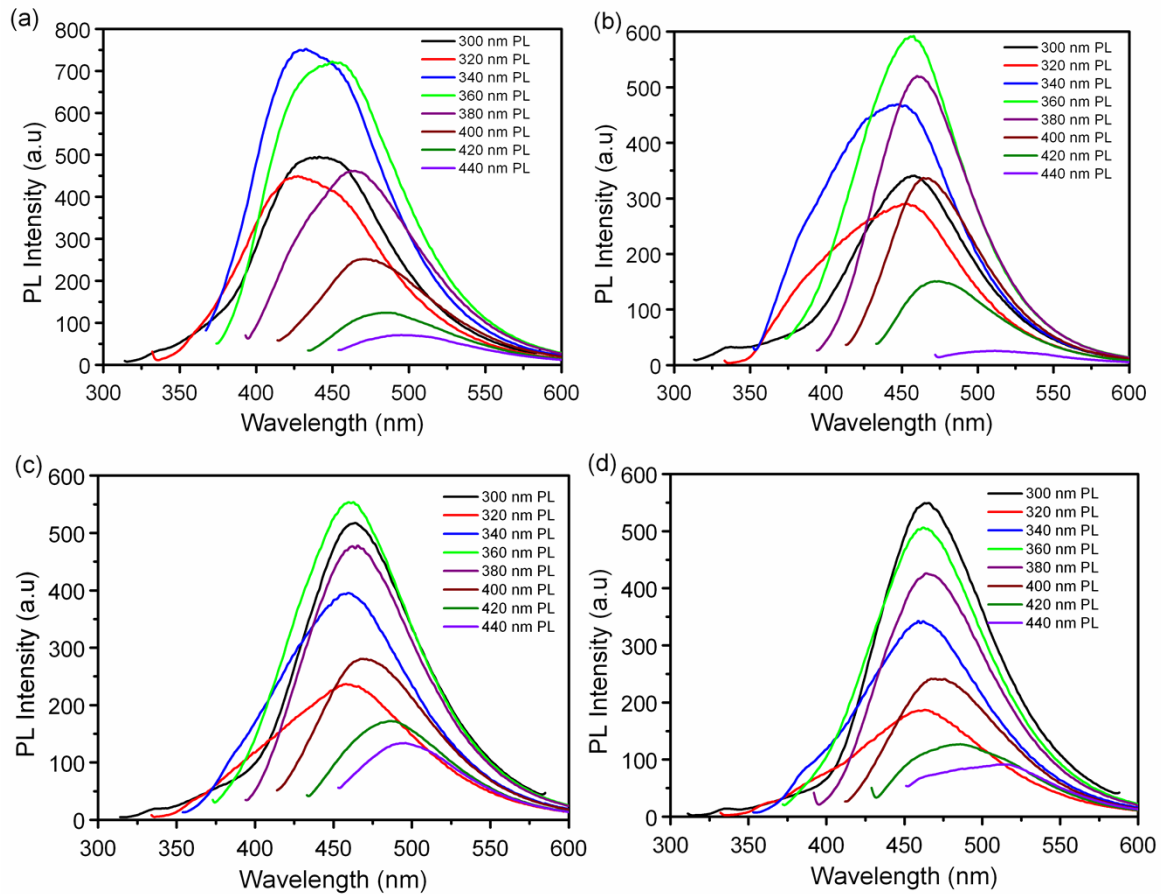 (a)
800
700
600
500
400
300
200
100
0
PL Intensity (a.u)
300 nm PL
320 nm PL
340 nm PL
360 nm PL
380 nm PL
400 nm PL
420 nm PL
440 nm PL
300 350 400 450 500 550 600
Wavelength (nm)
(b)
600
500
400
300
200
100
0
PL Intensity (a.u)
300 nm PL
320 nm PL
340 nm PL
360 nm PL
380 nm PL
400 nm PL
420 nm PL
440 nm PL
300 350 400 450 500 550 600
Wavelength (nm)
(c)
600
500
400
300
200
100
0
PL Intensity (a.u)
300 nm PL
320 nm PL
340 nm PL
360 nm PL
380 nm PL
400 nm PL
420 nm PL
440 nm PL
300 350 400 450 500 550 600
Wavelength (nm)
(d)
600
550
500
450
400
350
300
250
200
150
100
50
0
PL Intensity (a.u)
300 nm PL
320 nm PL
340 nm PL
360 nm PL
380 nm PL
400 nm PL
420 nm PL
440 nm PL
300 350 400 450 500 550 600
Wavelength (nm)